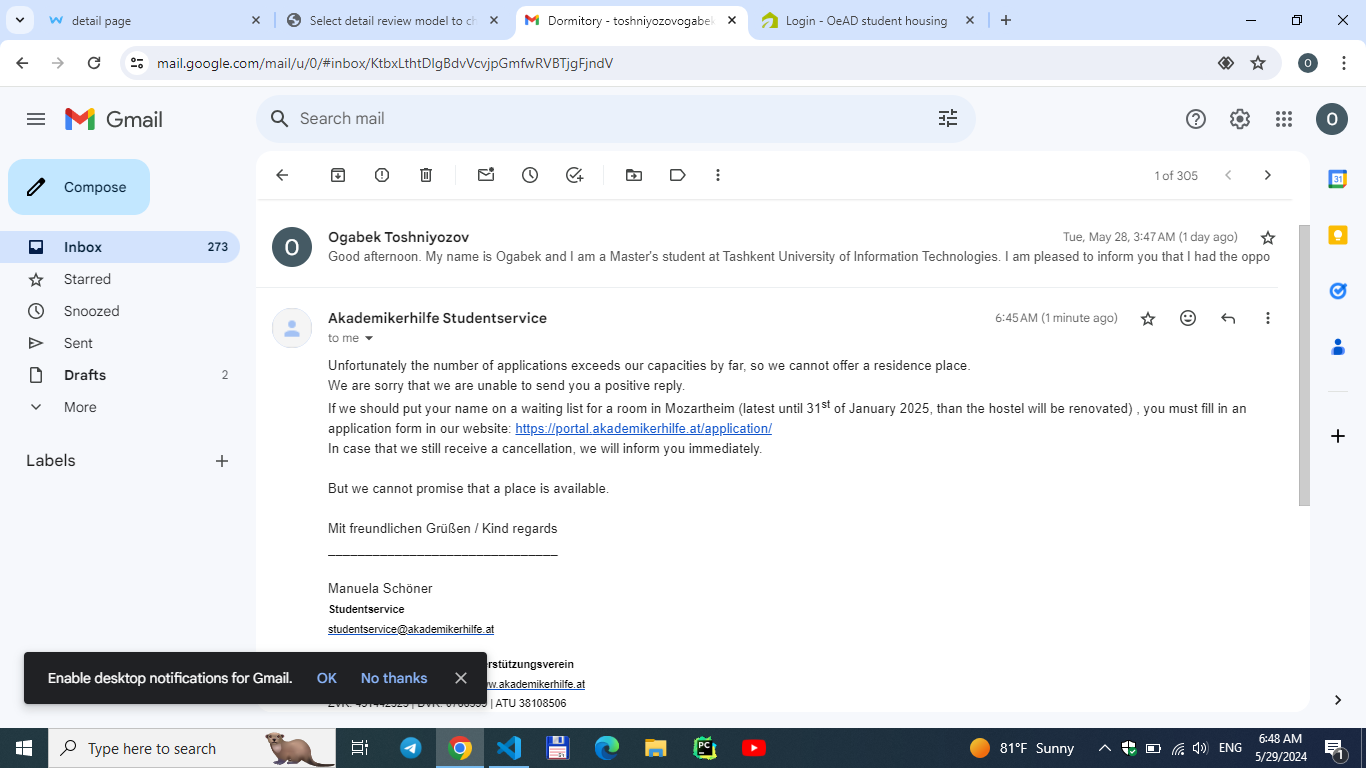 detail page
Select detail review model to ch
Dormitory - toshniyozovogabek
Login - OeAD student housing
mail.google.com/mail/u/0/#inbox/KtbxLthtDIgBdvVcvjpGmfwRVBTjgFjndV
O
Gmail
Search mail
O
Compose
1 of 305
31
Inbox 273
Starred
Snoozed
Sent
Drafts 2
More
Labels
O
Ogabek Toshniyozov
Tue, May 28, 3:47 AM (1 day ago)
Good afternoon. My name is Ogabek and I am a Master's student at Tashkent University of Information Technologies. I am pleased to inform you that I had the oppo
Akademikerhilfe Studentservice
6:45 AM (1 minute ago)
to me
Unfortunately the number of applications exceeds our capacities by far, so we cannot offer a residence place.
We are sorry that we are unable to send you a positive reply.
If we should put your name on a waiting list for a room in Mozartheim (latest until 31st of January 2025, than the hostel will be renovated) , you must fill in an
application form in our website: https://portal.akademikerhilfe.at/application/
In case that we still receive a cancellation, we will inform you immediately.
But we cannot promise that a place is available.
Mit freundlichen Grüßen / Kind regards
________________________________
Manuela Schöner
Studentservice
studentservice@akademikerhilfe.at
erstützungsverein
w.akademikerhilfe.at
| ATU 38108506
Enable desktop notifications for Gmail. OK No thanks
Type here to search
PC
81°F Sunny
ENG
6:48 AM
5/29/2024
1